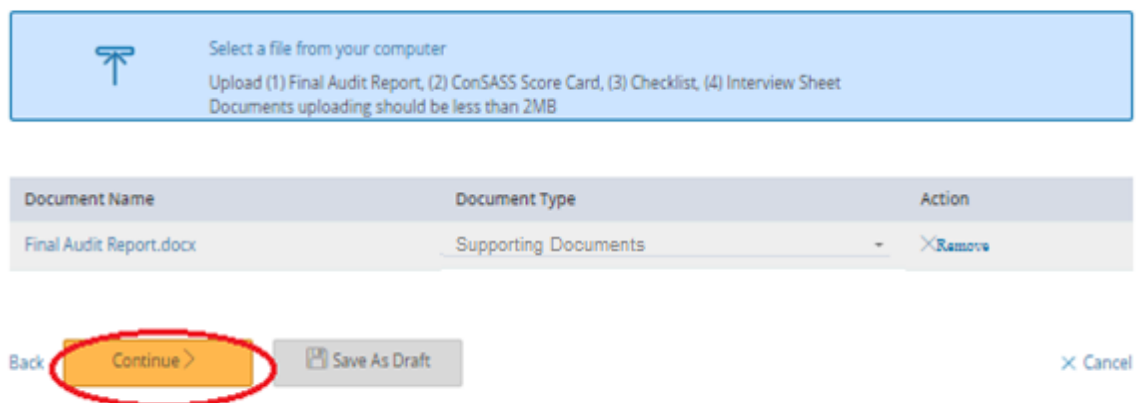 Select a file from your computer
Upload (1) Final Audit Report, (2) ConSASS Score Card, (3) Checklist, (4) Interview Sheet
Documents uploading should be less than 2MB
Document Name Document Type Action
Final Audit Report.docx Supporting Documents Remove
Back Continue Save As Draft Cancel